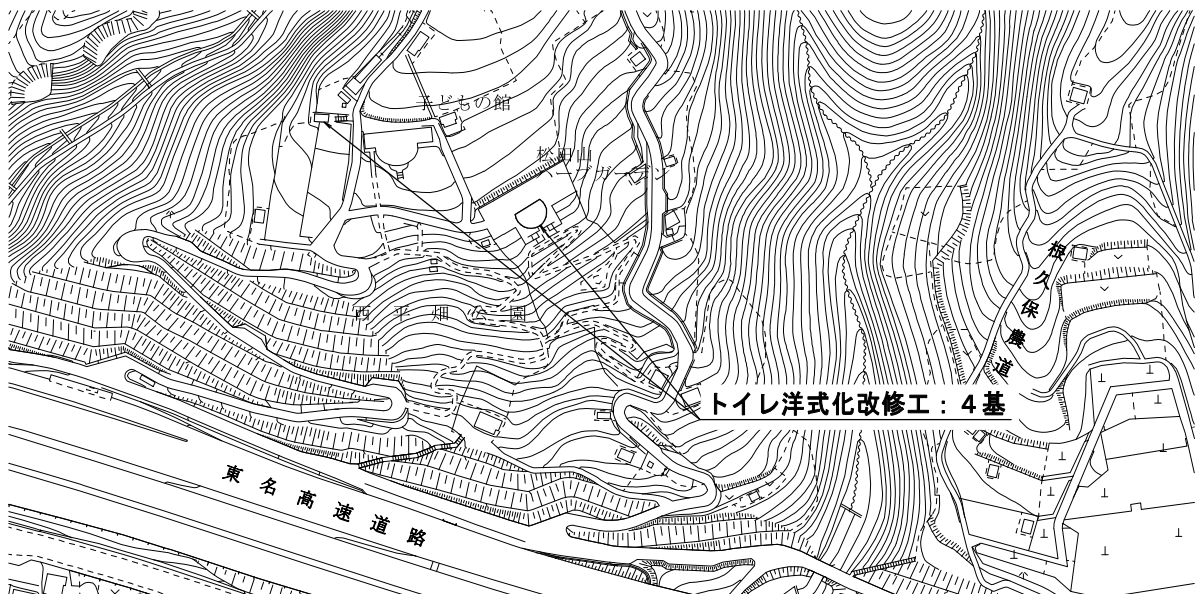 子どもの館
松田山
ハーブガーデン
根久保農道
西平畑公園
トイレ洋式化改修工：４基
東名高速道路